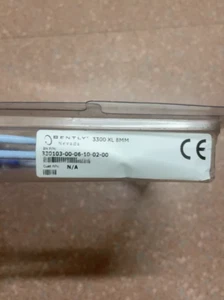 BENTLY 3300 XL 8MM
Nevada
330103-00-06-10-02-00
N/A
CE